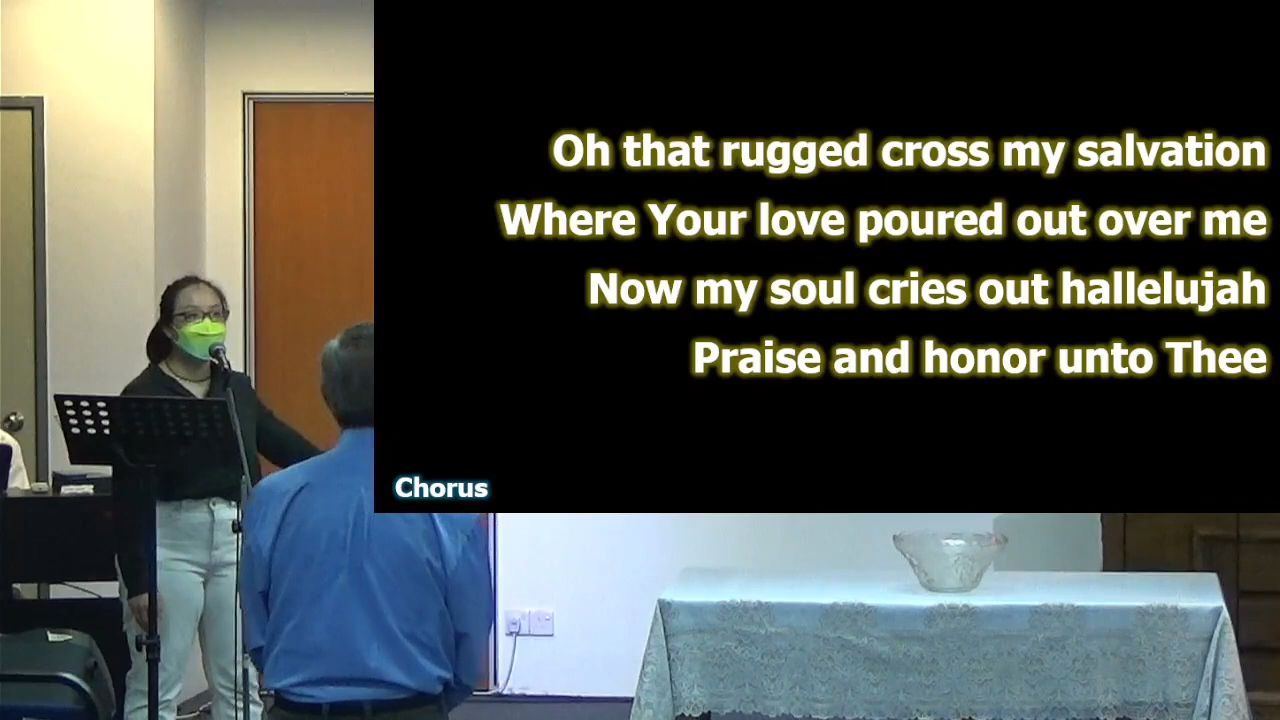 Oh that rugged cross my salvation
Where Your love poured out over me
Now my soul cries out hallelujah
Praise and honor unto Thee
Chorus